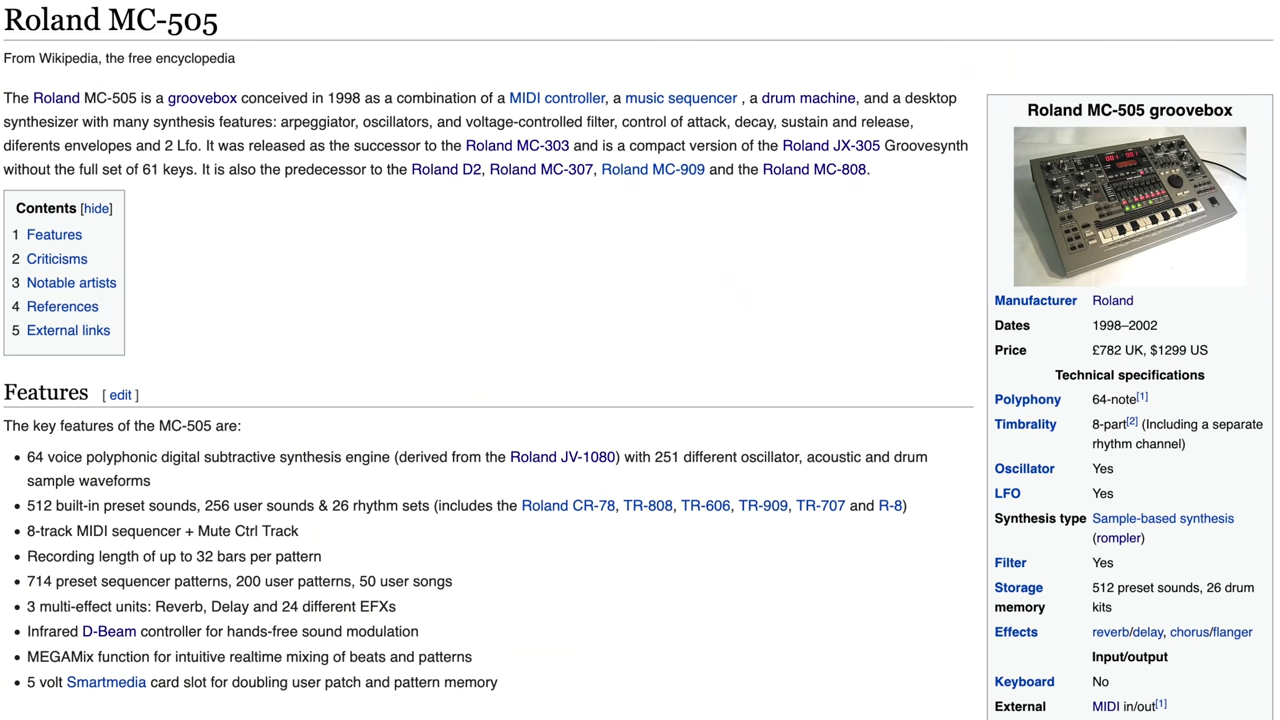 Roland MC-505
From Wikipedia, the free encyclopedia
The Roland MC-505 is a groovebox conceived in 1998 as a combination of a MIDI controller, a music sequencer , a drum machine, and a desktop
synthesizer with many synthesis features: arpeggiator, oscillators, and voltage-controlled filter, control of attack, decay, sustain and release,
diferents envelopes and 2 Lfo. It was released as the successor to the Roland MC-303 and is a compact version of the Roland JX-305 Groovesynth
without the full set of 61 keys. It is also the predecessor to the Roland D2, Roland MC-307, Roland MC-909 and the Roland MC-808.
Contents [hide]
1 Features
2 Criticisms
3 Notable artists
4 References
5 External links
Features [ edit ]
The key features of the MC-505 are:
• 64 voice polyphonic digital subtractive synthesis engine (derived from the Roland JV-1080) with 251 different oscillator, acoustic and drum
sample waveforms
• 512 built-in preset sounds, 256 user sounds & 26 rhythm sets (includes the Roland CR-78, TR-808, TR-606, TR-909, TR-707 and R-8)
• 8-track MIDI sequencer + Mute Ctrl Track
• Recording length of up to 32 bars per pattern
• 714 preset sequencer patterns, 200 user patterns, 50 user songs
• 3 multi-effect units: Reverb, Delay and 24 different EFXs
• Infrared D-Beam controller for hands-free sound modulation
• MEGAMix function for intuitive realtime mixing of beats and patterns
• 5 volt Smartmedia card slot for doubling user patch and pattern memory
Roland MC-505 groovebox
Manufacturer Roland
Dates 1998–2002
Price £782 UK, $1299 US
Technical specifications
Polyphony 64-note[1]
Timbrality 8-part[2] (Including a separate
rhythm channel)
Oscillator Yes
LFO Yes
Synthesis type Sample-based synthesis
(rompler)
Filter Yes
Storage 512 preset sounds, 26 drum
memory kits
Effects reverb/delay, chorus/flanger
Input/output
Keyboard No
External MIDI in/out[1]